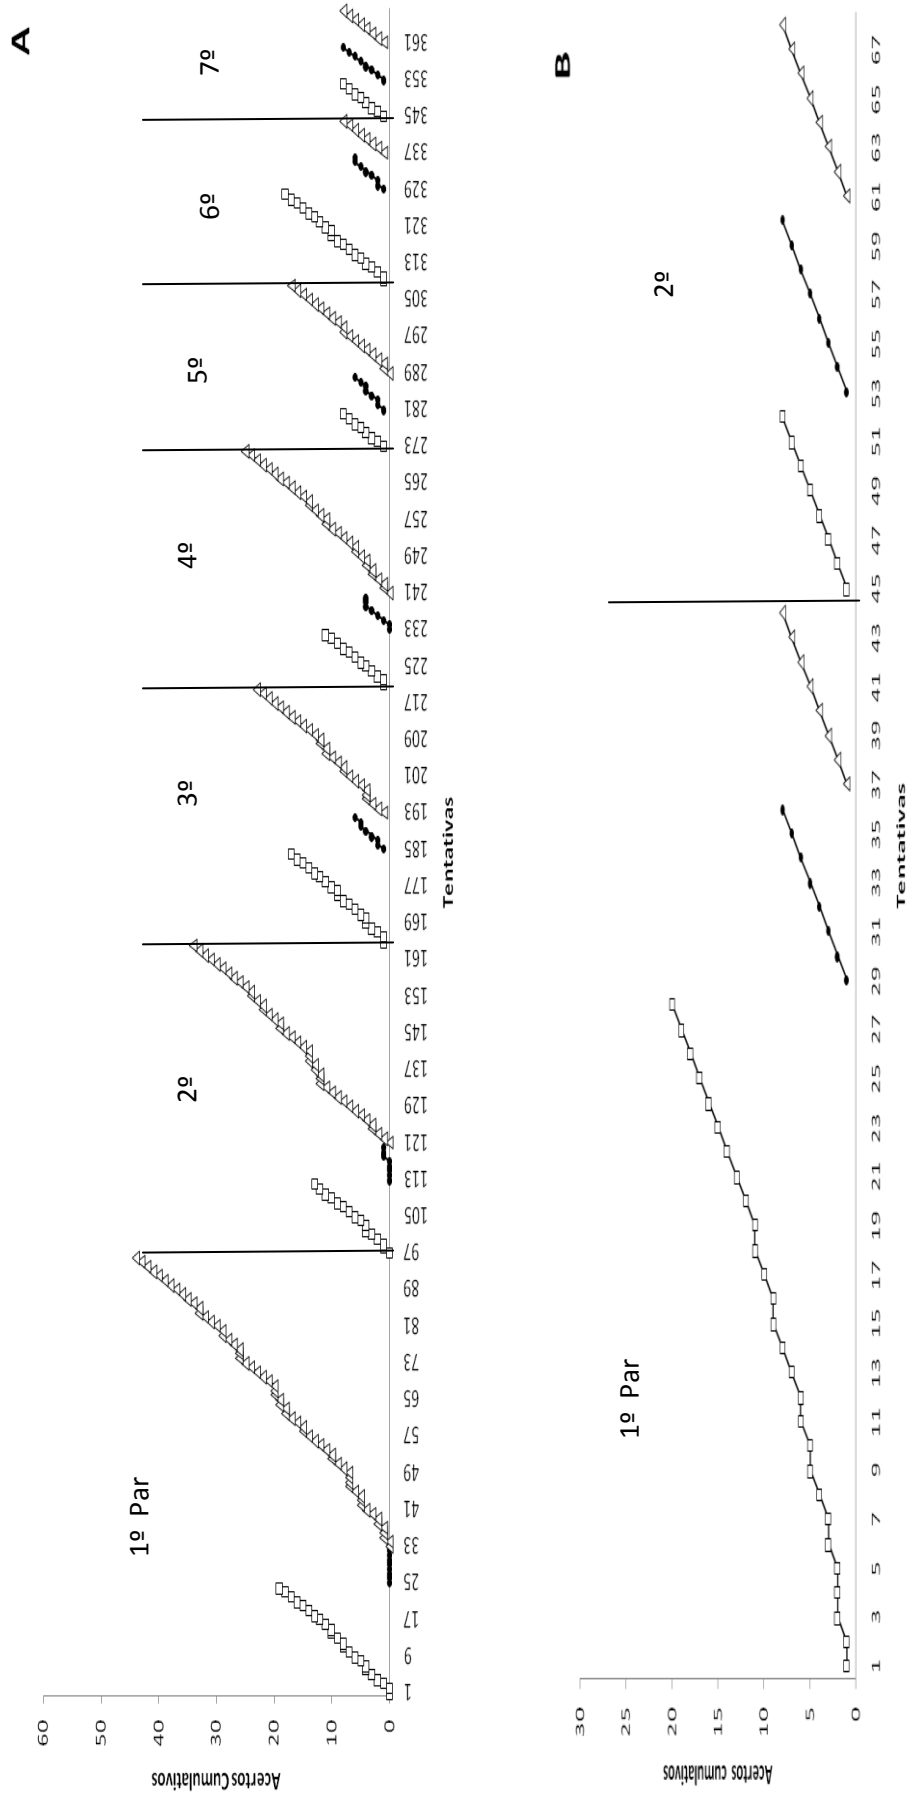 A
Acertos Cumulativos
60
50
40
30
20
10
0
1º Par
2º
3º
4º
5º
6º
7º
1 9 17 25 33 41 49 57 65 73 81 89 97 105 113 121 129 137 145 153 161 169 177 185 193 201 209 217 225 233 241 249 257 265 273 281 289 297 305 313 321 329 337 345 353 361
Tentativas
B
Acertos cumulativos
30
25
20
15
10
5
0
1º Par
2º
1 3 5 7 9 11 13 15 17 19 21 23 25 27 29 31 33 35 37 39 41 43 45 47 49 51 53 55 57 59 61 63 65 67
Tentativas